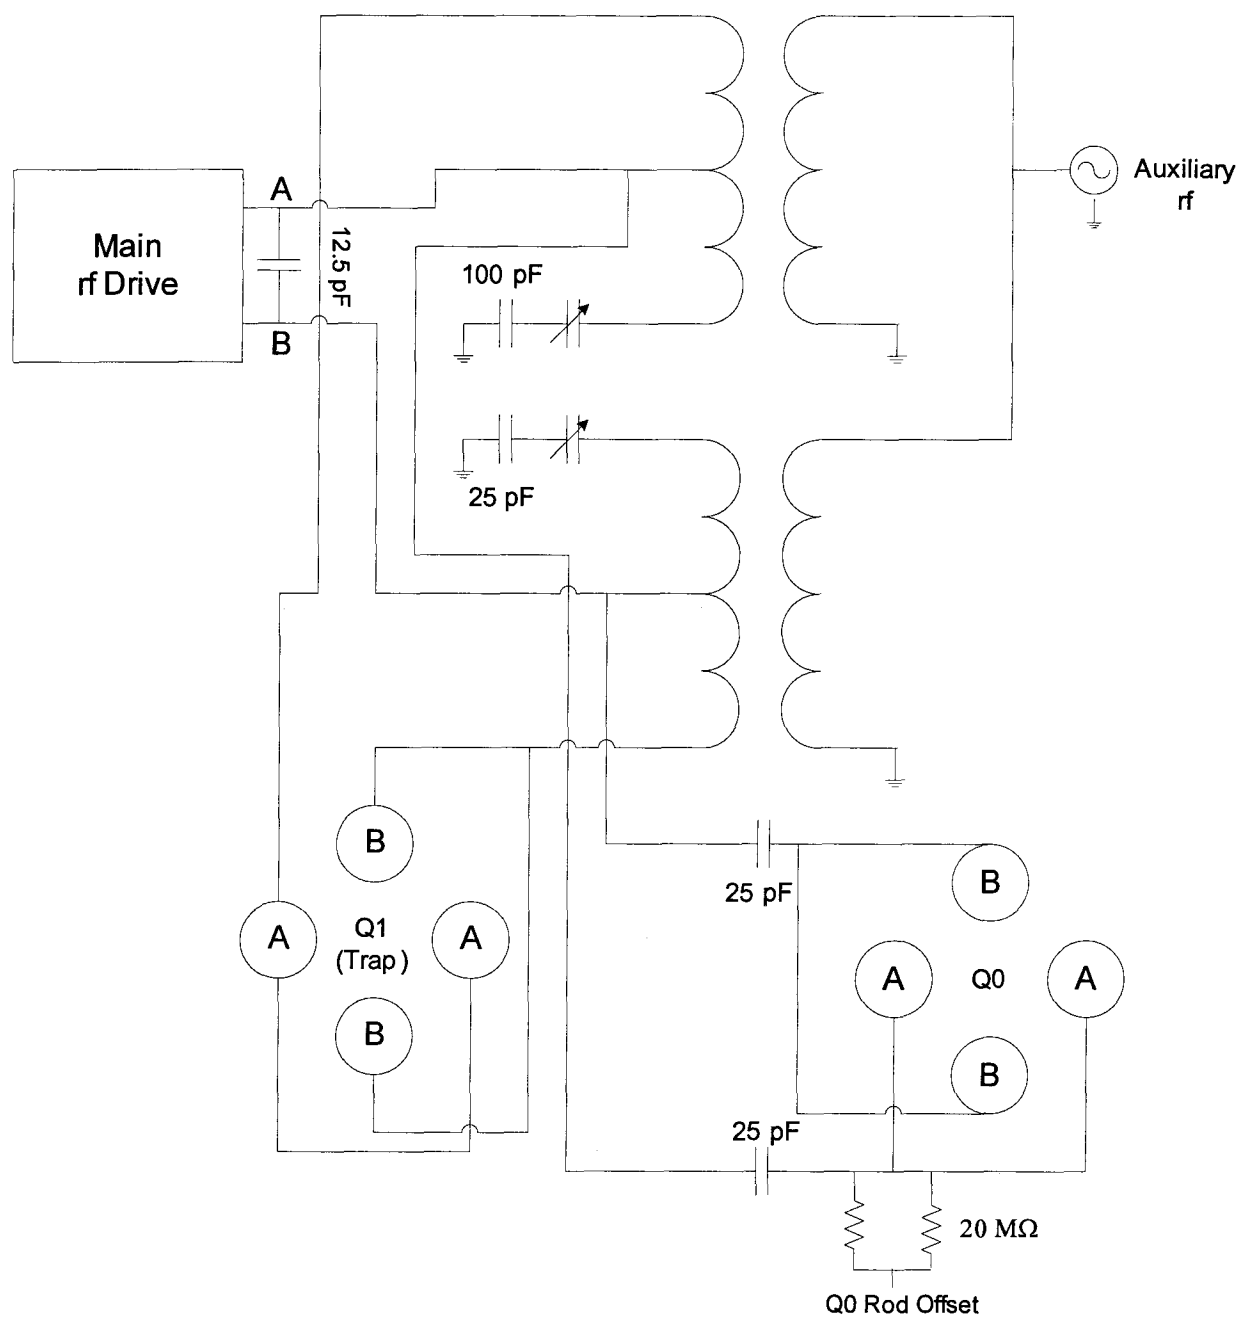 Auxiliary
rf
A
Main
rf Drive
12.5 pF
B
100 pF
25 pF
B
25 pF
B
A
Q1
(Trap)
A
A
Q0
A
B
B
25 pF
20 MΩ
Q0 Rod Offset